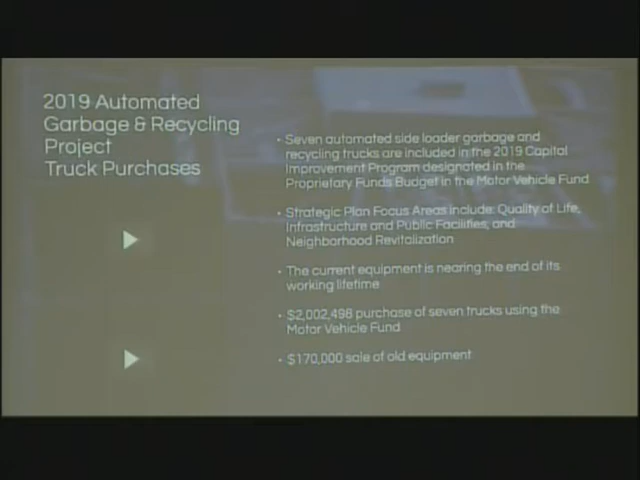 2019 Automated
Garbage & Recycling
Project
Truck Purchases
• Seven automated side loader garbage and
recycling trucks are included in the 2019 Capital
Improvement Program designated in the
Proprietary Funds Budget in the Motor Vehicle Fund
• Strategic Plan Focus Areas include: Quality of Life,
Infrastructure and Public Facilities, and
Neighborhood Revitalization
• The current equipment is nearing the end of its
working lifetime
• $2,002,498 purchase of seven trucks using the
Motor Vehicle Fund
• $170,000 sale of old equipment